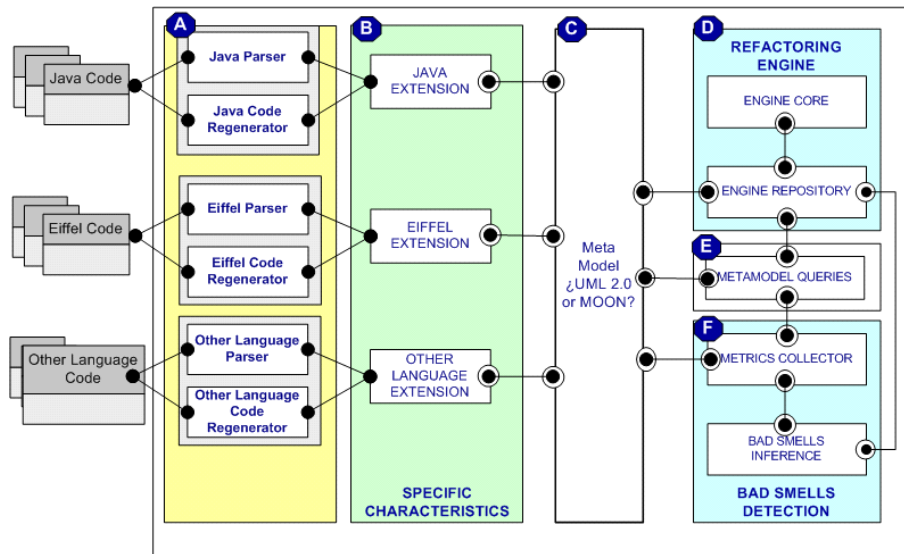 A
B
C
D
REFACTORING
ENGINE
Java Code
Java Parser
Java Code
Regenerator
JAVA
EXTENSION
ENGINE CORE
ENGINE REPOSITORY
Eiffel Code
Eiffel Parser
Eiffel Code
Regenerator
EIFFEL
EXTENSION
Meta
Model
¿UML 2.0
or MOON?
E
METAMODEL QUERIES
F
METRICS COLLECTOR
Other Language
Code
Other Language
Parser
Other Language
Code
Regenerator
OTHER
LANGUAGE
EXTENSION
BAD SMELLS
INFERENCE
SPECIFIC
CHARACTERISTICS
BAD SMELLS
DETECTION